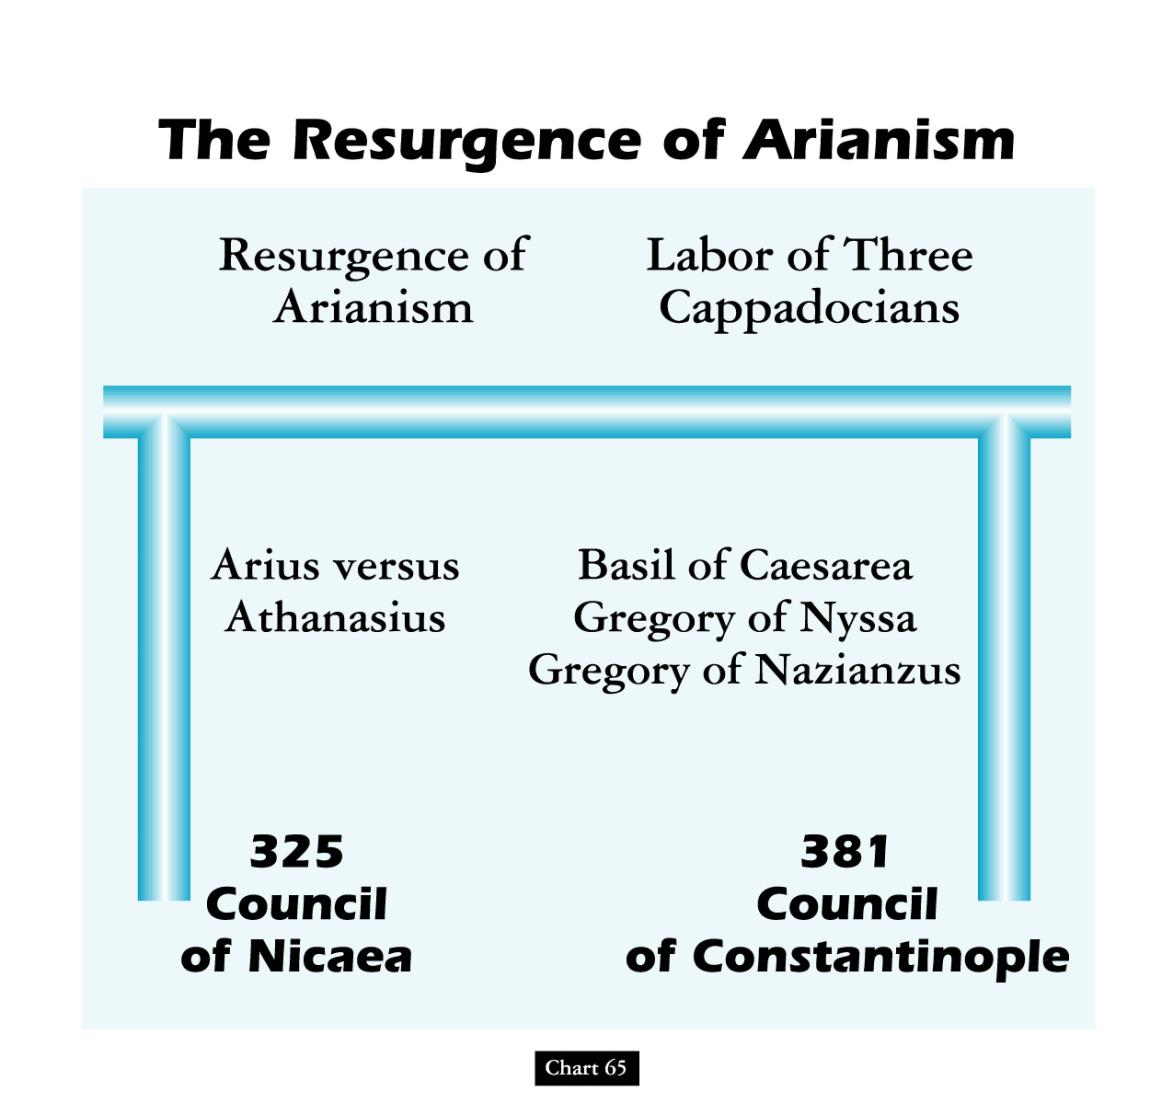 The Resurgence of Arianism
Resurgence of
Arianism
Labor of Three
Cappadocians
Arius versus
Athanasius
Basil of Caesarea
Gregory of Nyssa
Gregory of Nazianzus
325
Council
of Nicaea
381
Council
of Constantinople
Chart 65